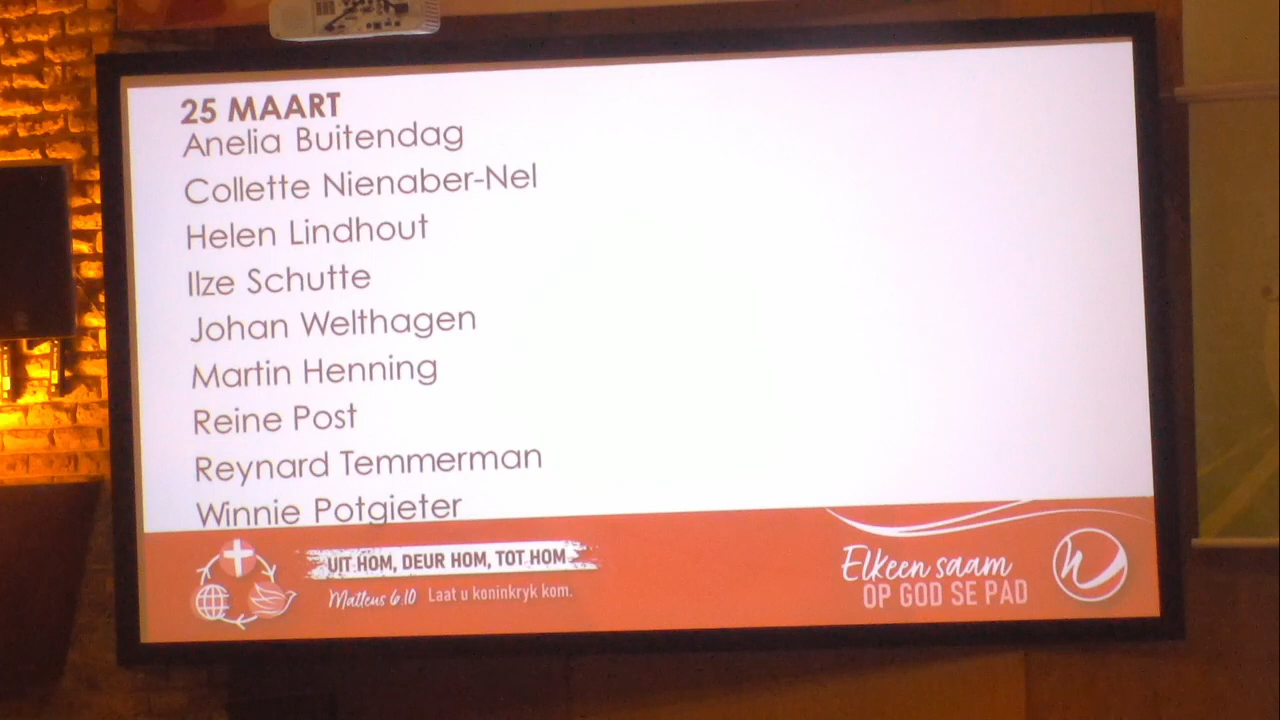 25 MAART
Anelia Buitendag
Collette Nienaber-Nel
Helen Lindhout
Ilze Schutte
Johan Welthagen
Martin Henning
Reine Post
Reynard Temmerman
Winnie Potgieter
UIT HOM, DEUR HOM, TOT HOM
Matteus 6:10 Laat u koninkryk kom.
Elkeen saam
OP GOD SE PAD